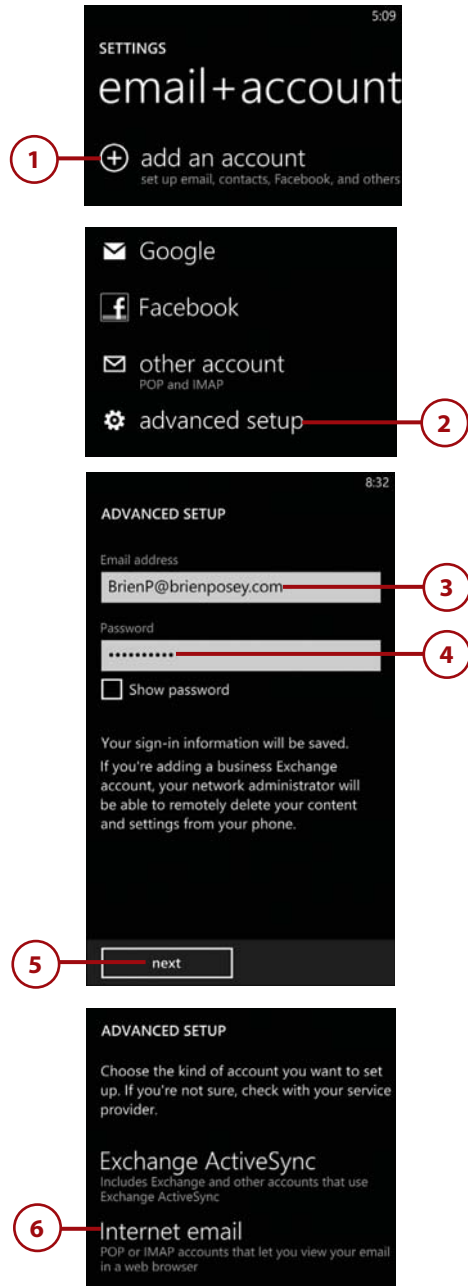 5:09
SETTINGS
email+account
1
add an account
set up email, contacts, Facebook, and others
Google
f Facebook
other account
POP and IMAP
advanced setup
2
8:32
ADVANCED SETUP
Email address
BrienP@brienposey.com
3
Password
••••••••••
4
Show password
Your sign-in information will be saved.
If you're adding a business Exchange
account, your network administrator will
be able to remotely delete your content
and settings from your phone.
5
next
ADVANCED SETUP
Choose the kind of account you want to set
up. If you're not sure, check with your service
provider.
Exchange ActiveSync
Includes Exchange and other accounts that use
Exchange ActiveSync
6
Internet email
POP or IMAP accounts that let you view your email
in a web browser